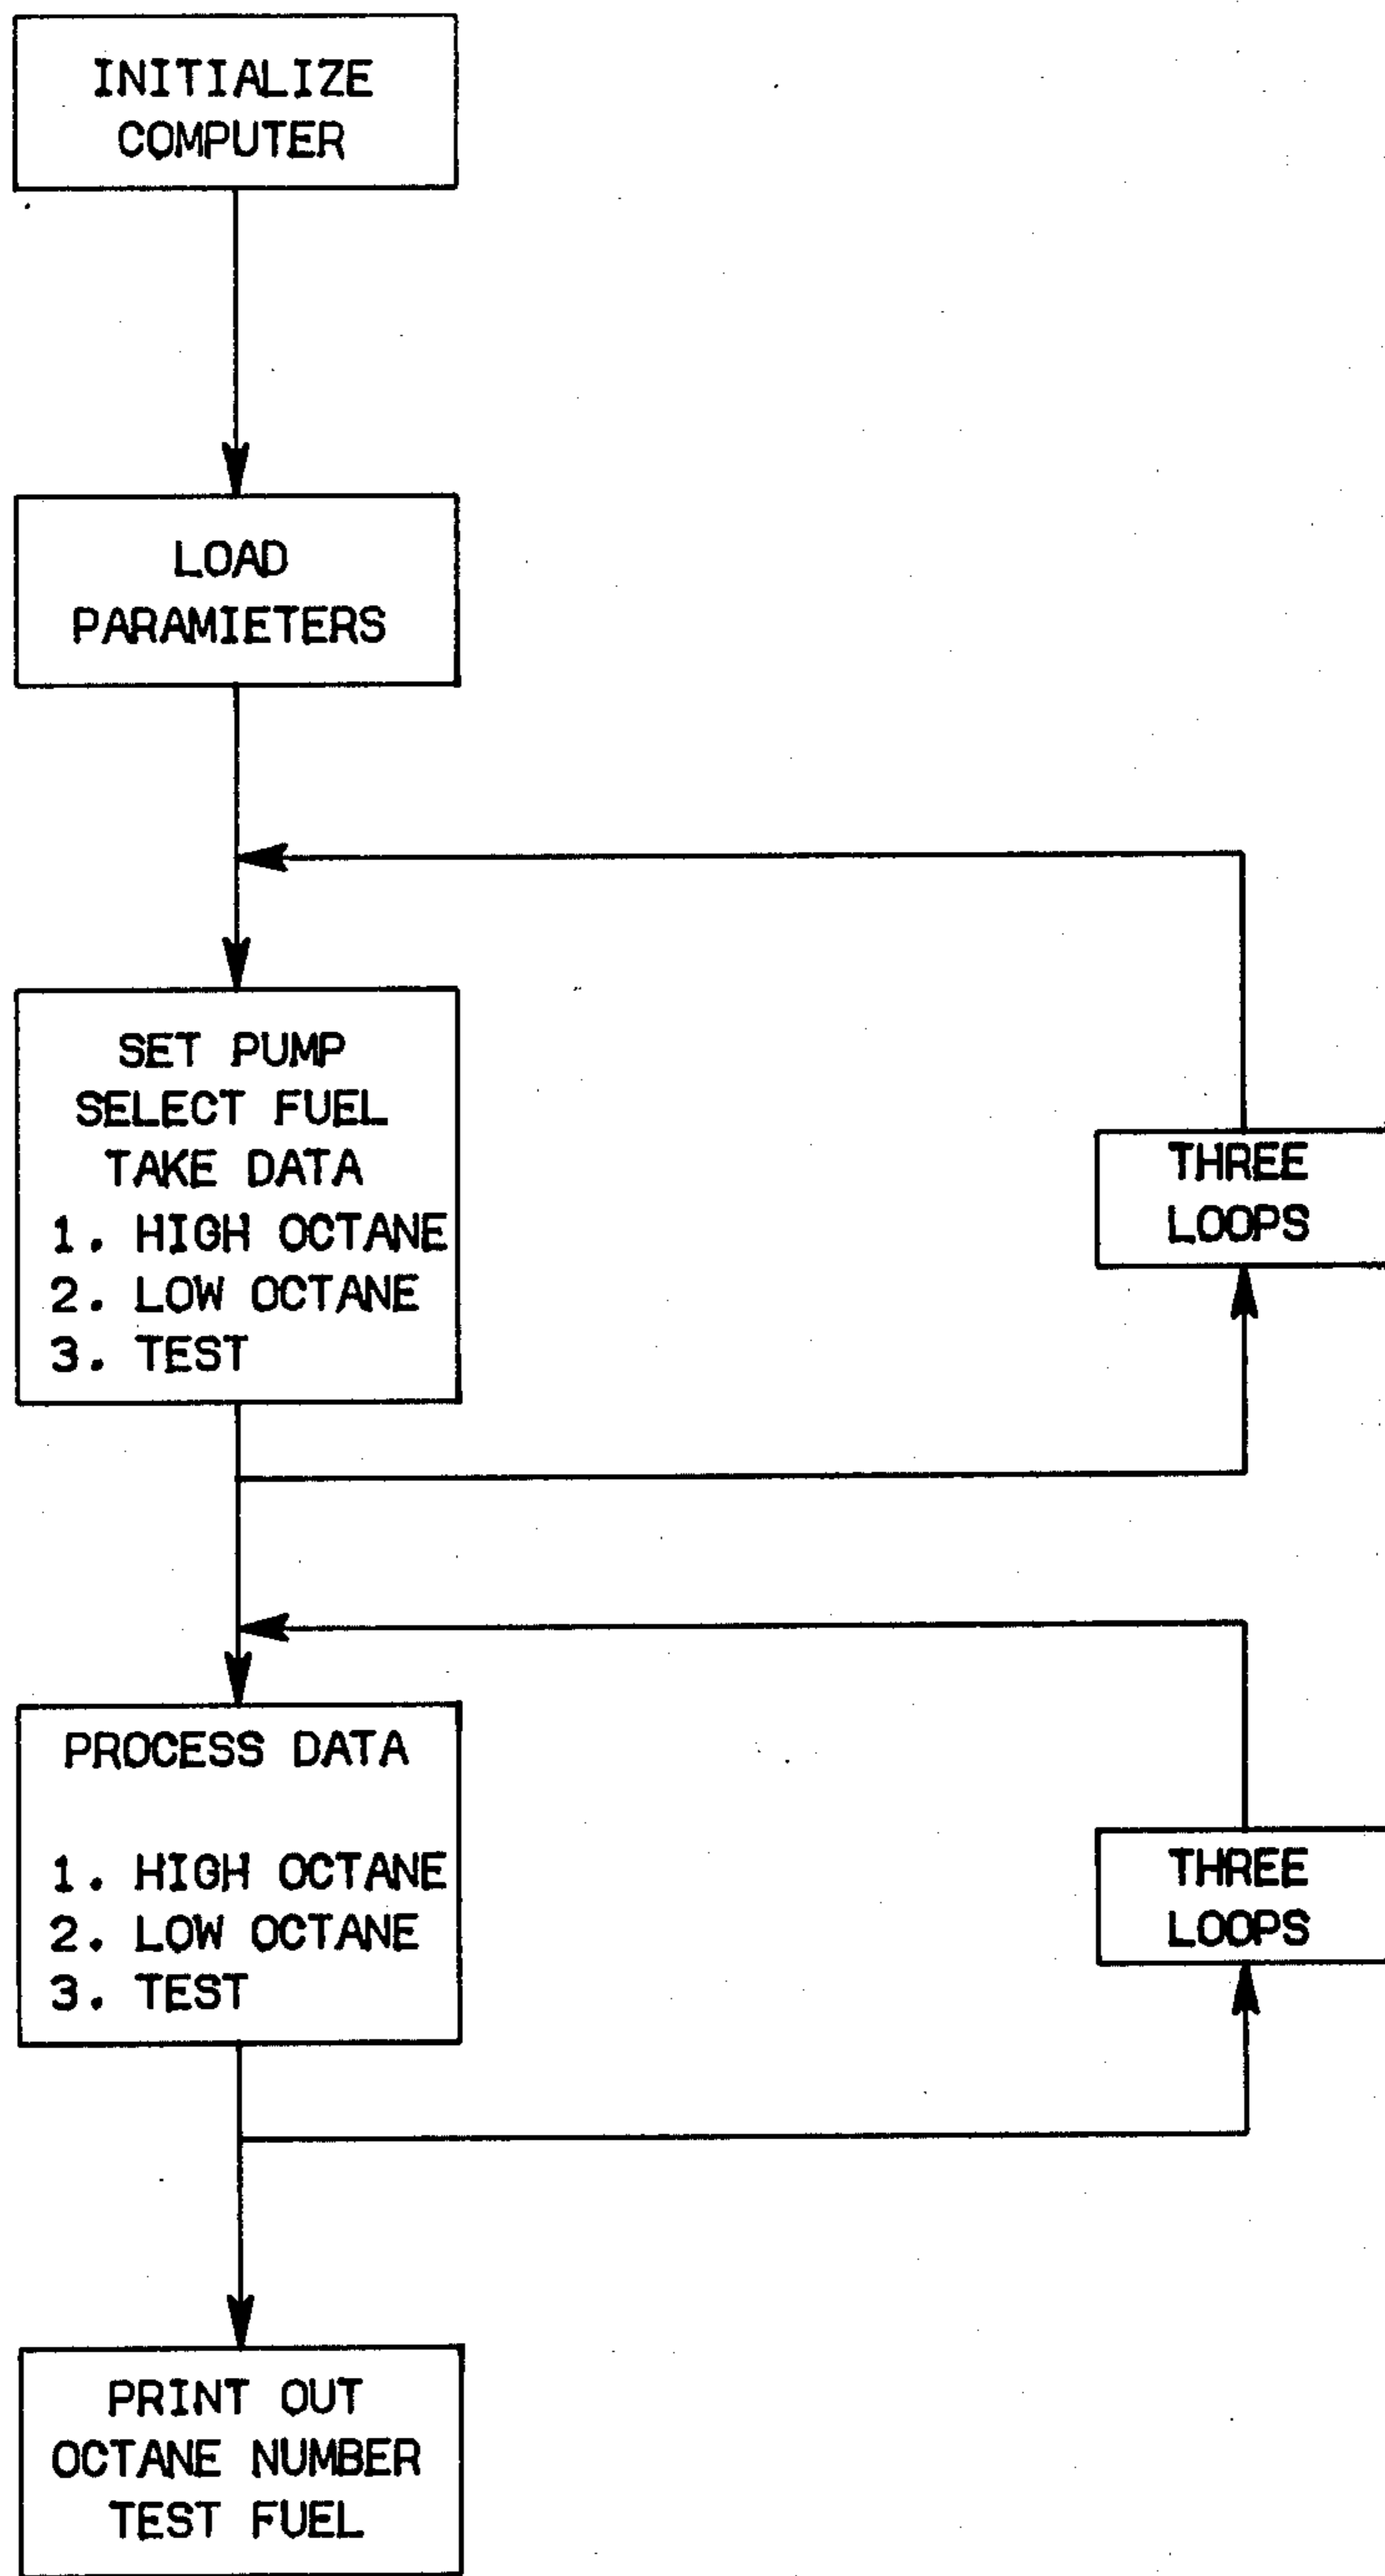 INITIALIZE
COMPUTER
LOAD
PARAMIETERS
SET PUMP
SELECT FUEL
TAKE DATA
1. HIGH OCTANE
2. LOW OCTANE
3. TEST
THREE
LOOPS
PROCESS DATA
1. HIGH OCTANE
2. LOW OCTANE
3. TEST
THREE
LOOPS
PRINT OUT
OCTANE NUMBER
TEST FUEL